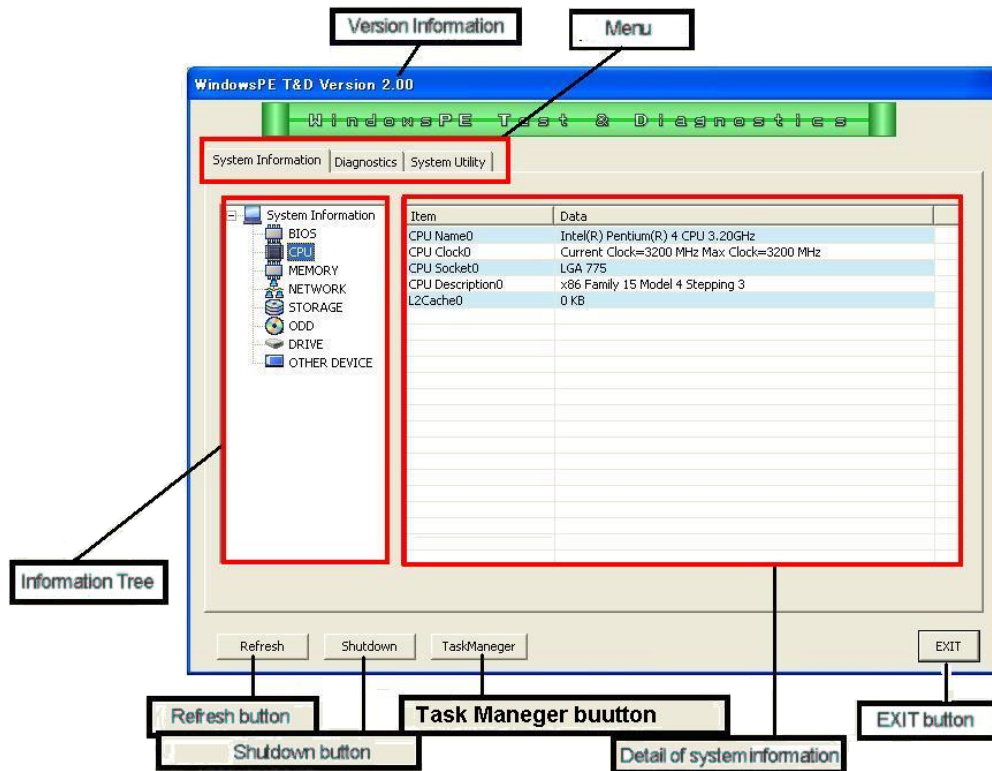 Version Information
Menu
WindowsPE T&D Version 2.00
WindowsPE Test & Diagnostics
System Information Diagnostics System Utility
System Information
BIOS
CPU
MEMORY
NETWORK
STORAGE
ODD
DRIVE
OTHER DEVICE
Item Data
CPU Name0 Intel(R) Pentium(R) 4 CPU 3.20GHz
CPU Clock0 Current Clock=3200 MHz Max Clock=3200 MHz
CPU Socket0 LGA 775
CPU Description0 x86 Family 15 Model 4 Stepping 3
L2Cache0 0 KB
Information Tree
Refresh Shutdown TaskManeger EXIT
Refresh button
Task Maneger buutton
EXIT button
Shutdown button
Detail of system information